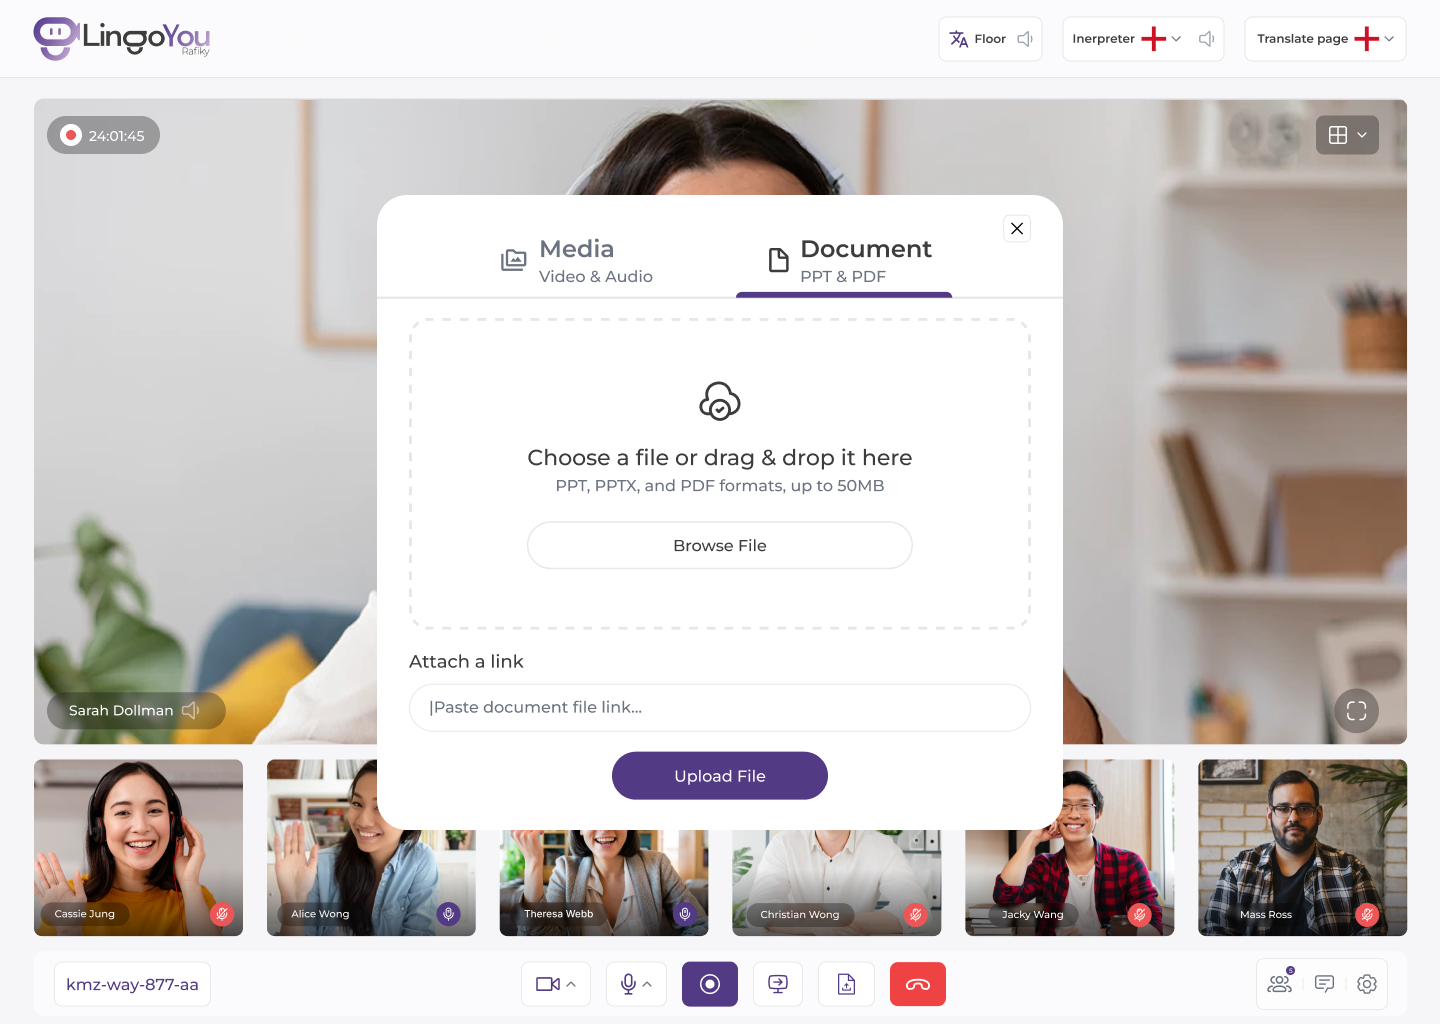 LingoYou
Rafiky
Floor
Inerpreter
Translate page
24:01:45
Media
Video & Audio
Document
PPT & PDF
Choose a file or drag & drop it here
PPT, PPTX, and PDF formats, up to 50MB
Browse File
Attach a link
|Paste document file link...
Upload File
Sarah Dollman
Cassie Jung
Alice Wong
Theresa Webb
Christian Wong
Jacky Wang
Mass Ross
kmz-way-877-aa
5